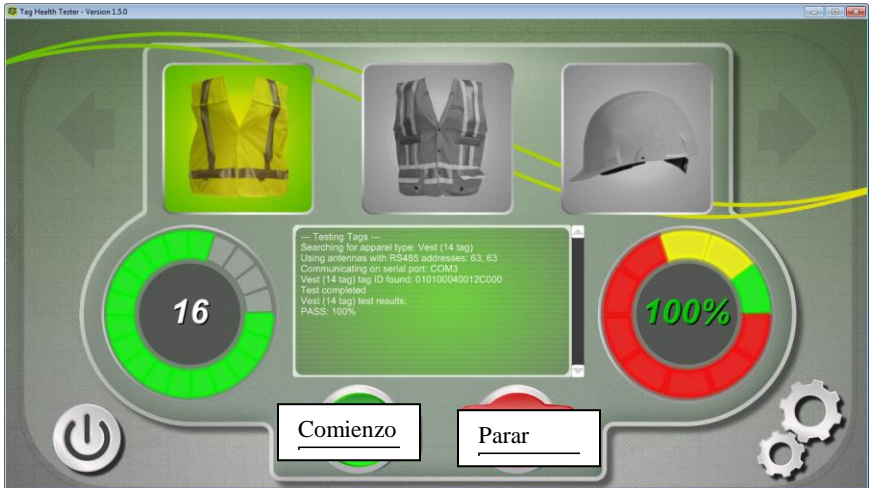 Tag Health Tester - Version 1.5.0
--- Testing Tags ---
Searching for apparel type: Vest (14 tag)
Using antennas with RS485 addresses: 63, 63
Communicating on serial port: COM3
Vest (14 tag) tag ID found: 010100040012C000
Test completed
Vest (14 tag) test results:
PASS: 100%
16
100%
Comienzo
Parar